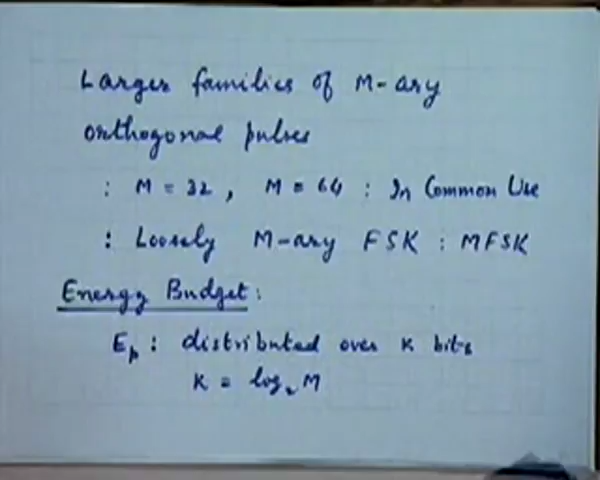 Larger families of M-ary
orthogonal pulses
: M = 32 , M = 64 : In Common Use
: Loosely M-ary FSK : MFSK
Energy Budget :
Ep : distributed over K bits
K = log₂ M